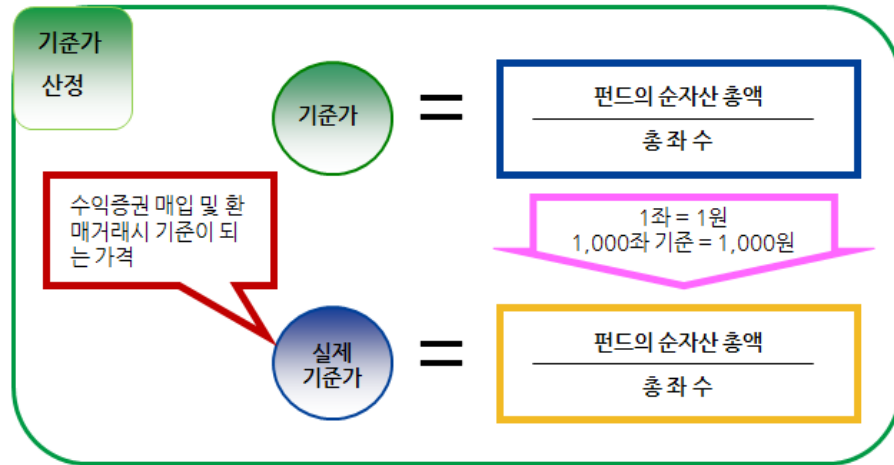 기준가
산정
기준가
=
펀드의 순자산 총액
총 좌 수
수익증권 매입 및 환
매거래시 기준이 되
는 가격
1좌 = 1원
1,000좌 기준 = 1,000원
실제
기준가
=
펀드의 순자산 총액
총 좌 수